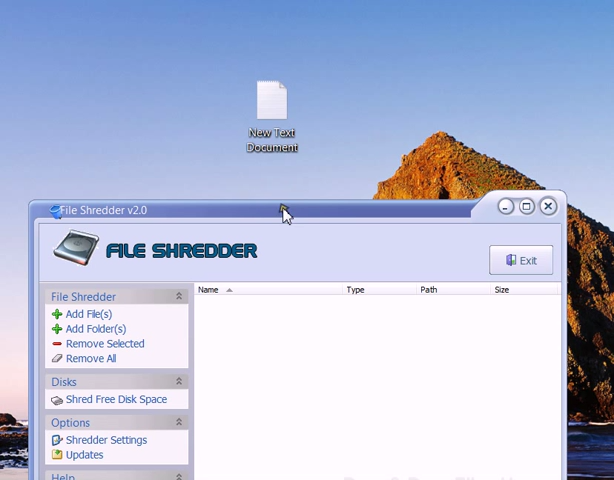 New Text
Document
File Shredder v2.0
FILE SHREDDER
Exit
File Shredder
Add File(s)
Add Folder(s)
Remove Selected
Remove All
Disks
Shred Free Disk Space
Options
Shredder Settings
Updates
Help
Name Type Path Size